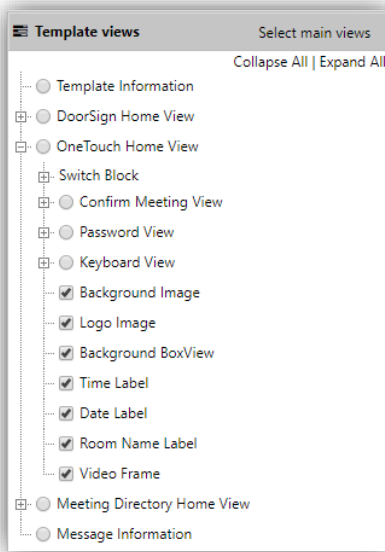 Template views Select main views
Collapse All | Expand All
Template Information
DoorSign Home View
OneTouch Home View
Switch Block
Confirm Meeting View
Password View
Keyboard View
Background Image
Logo Image
Background BoxView
Time Label
Date Label
Room Name Label
Video Frame
Meeting Directory Home View
Message Information